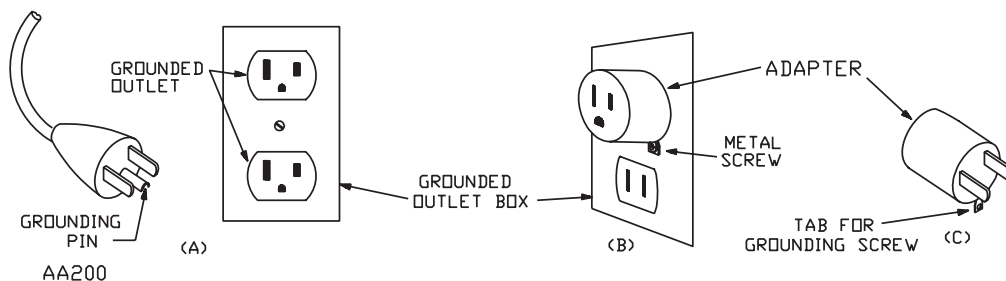 GROUNDED
OUTLET
GROUNDING
PIN
(A)
AA200
GROUNDED
OUTLET BOX
ADAPTER
METAL
SCREW
(B)
TAB FOR
GROUNDING SCREW
(C)